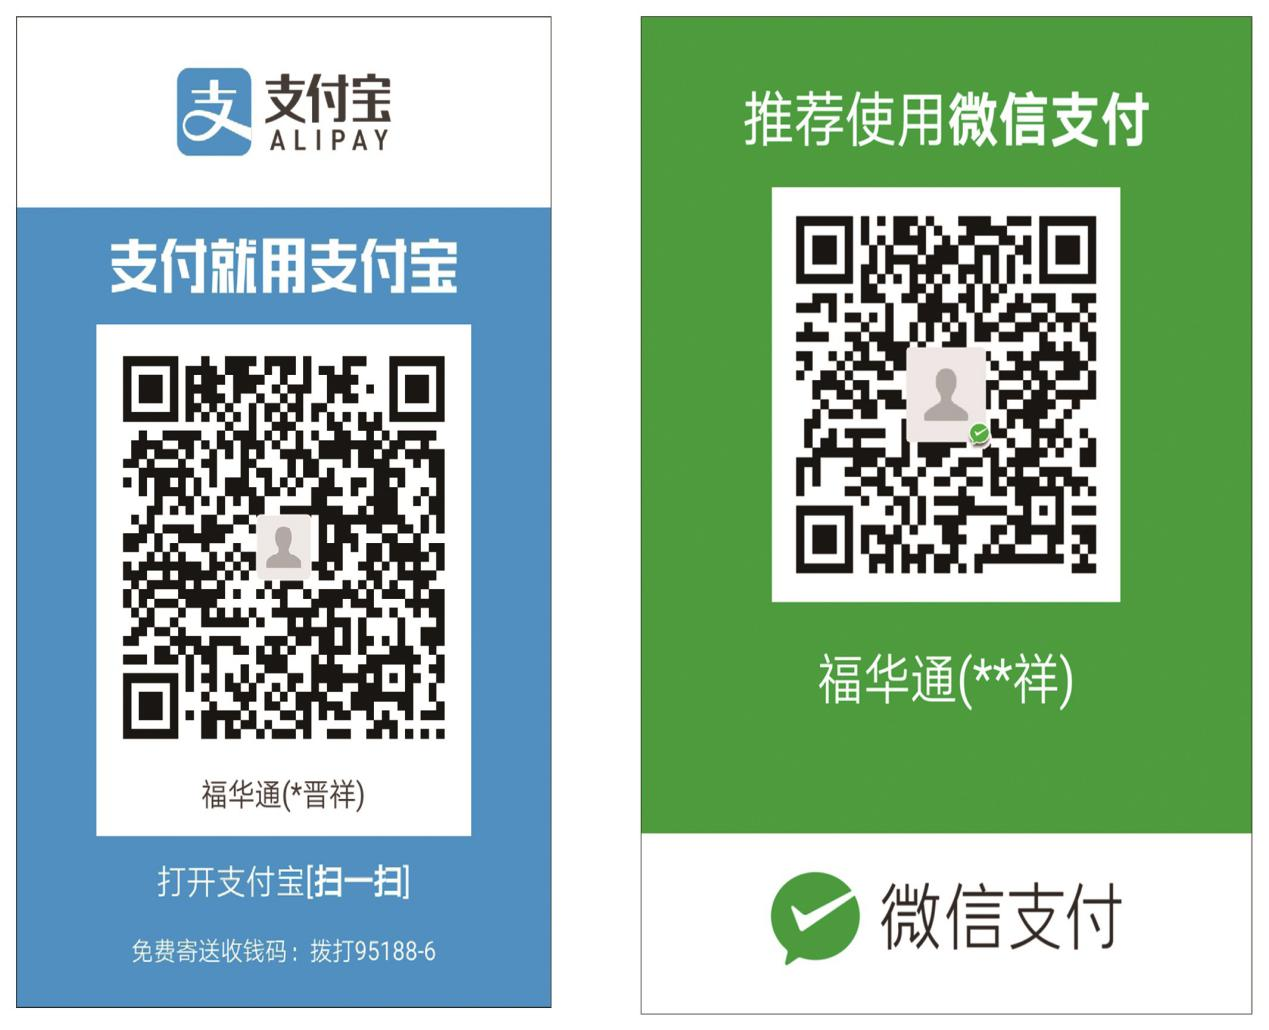 支付宝
ALIPAY
支付就用支付宝
福华通(*晋祥)
打开支付宝[扫一扫]
免费寄送收钱码：拨打95188-6
推荐使用微信支付
福华通(**祥)
微信支付